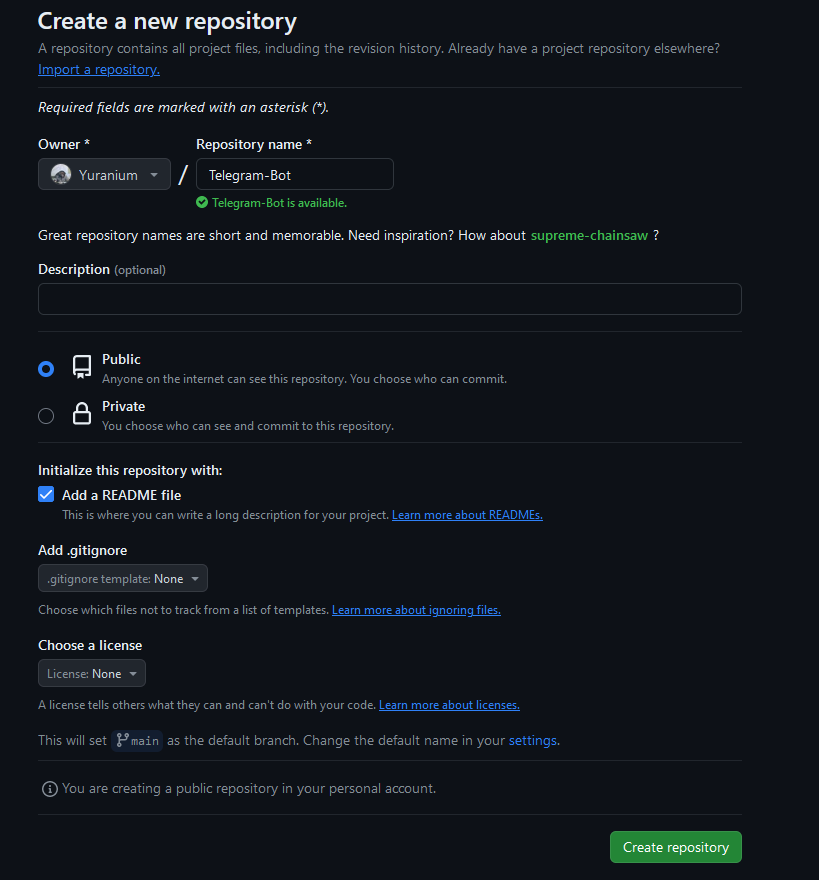 Create a new repository
A repository contains all project files, including the revision history. Already have a project repository elsewhere?
Import a repository.
Required fields are marked with an asterisk (*).
Owner *
Repository name *
Yuranium
/
Telegram-Bot
Telegram-Bot is available.
Great repository names are short and memorable. Need inspiration? How about supreme-chainsaw ?
Description (optional)
Public
Anyone on the internet can see this repository. You choose who can commit.
Private
You choose who can see and commit to this repository.
Initialize this repository with:
Add a README file
This is where you can write a long description for your project. Learn more about READMEs.
Add .gitignore
.gitignore template: None
Choose which files not to track from a list of templates. Learn more about ignoring files.
Choose a license
License: None
A license tells others what they can and can't do with your code. Learn more about licenses.
This will set main as the default branch. Change the default name in your settings.
You are creating a public repository in your personal account.
Create repository